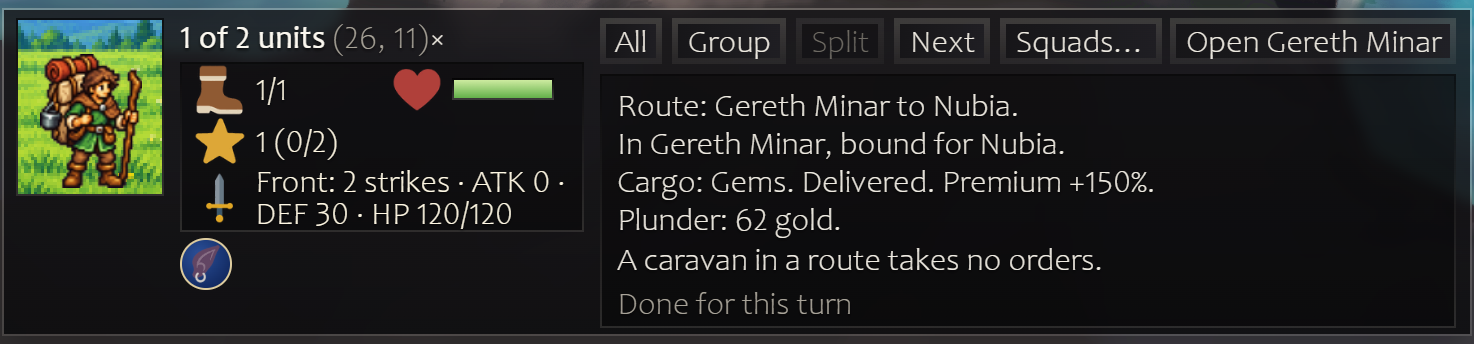 1 of 2 units (26, 11)×
1/1
1 (0/2)
Front: 2 strikes · ATK 0 ·
DEF 30 · HP 120/120
All Group Split Next Squads... Open Gereth Minar
Route: Gereth Minar to Nubia.
In Gereth Minar, bound for Nubia.
Cargo: Gems. Delivered. Premium +150%.
Plunder: 62 gold.
A caravan in a route takes no orders.
Done for this turn